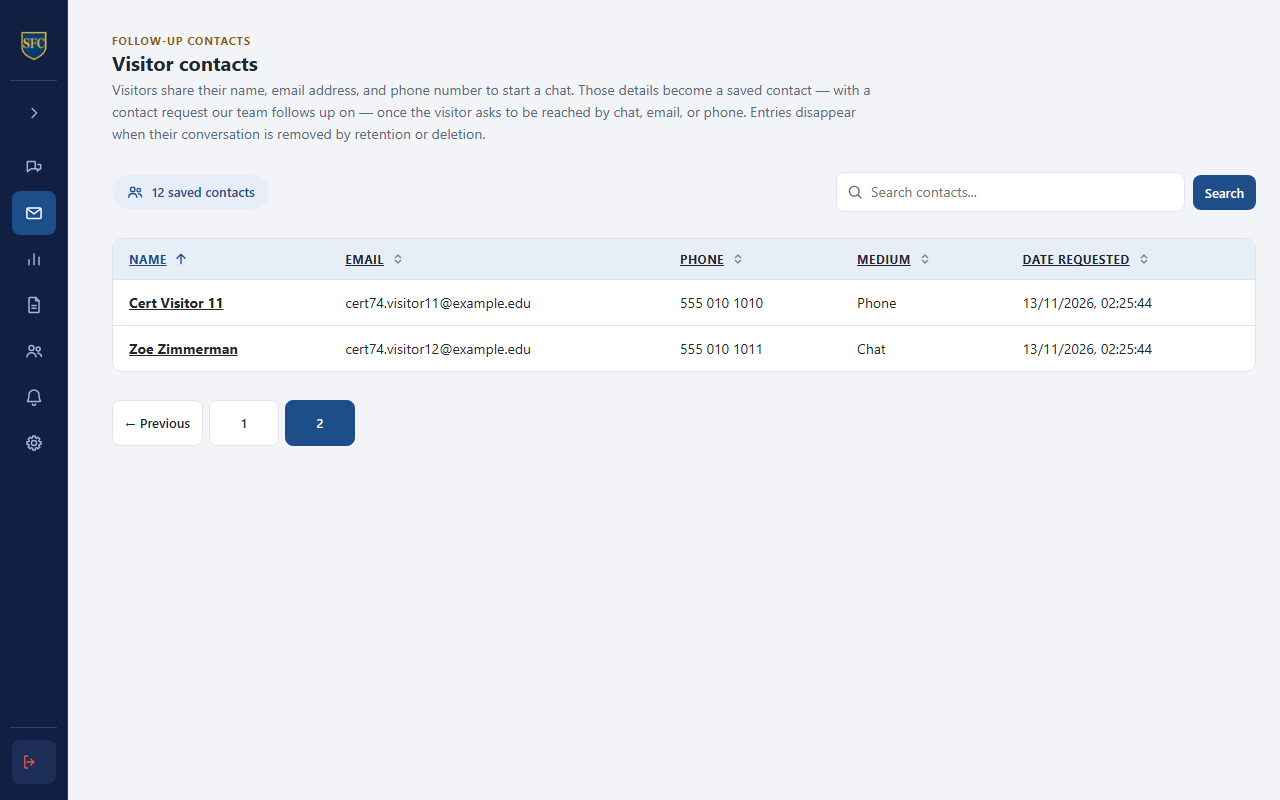 SFC
FOLLOW-UP CONTACTS
Visitor contacts
Visitors share their name, email address, and phone number to start a chat. Those details become a saved contact — with a
contact request our team follows up on — once the visitor asks to be reached by chat, email, or phone. Entries disappear
when their conversation is removed by retention or deletion.
12 saved contacts
Search contacts...
Search
NAME EMAIL PHONE MEDIUM DATE REQUESTED
Cert Visitor 11 cert74.visitor11@example.edu 555 010 1010 Phone 13/11/2026, 02:25:44
Zoe Zimmerman cert74.visitor12@example.edu 555 010 1011 Chat 13/11/2026, 02:25:44
← Previous 1 2